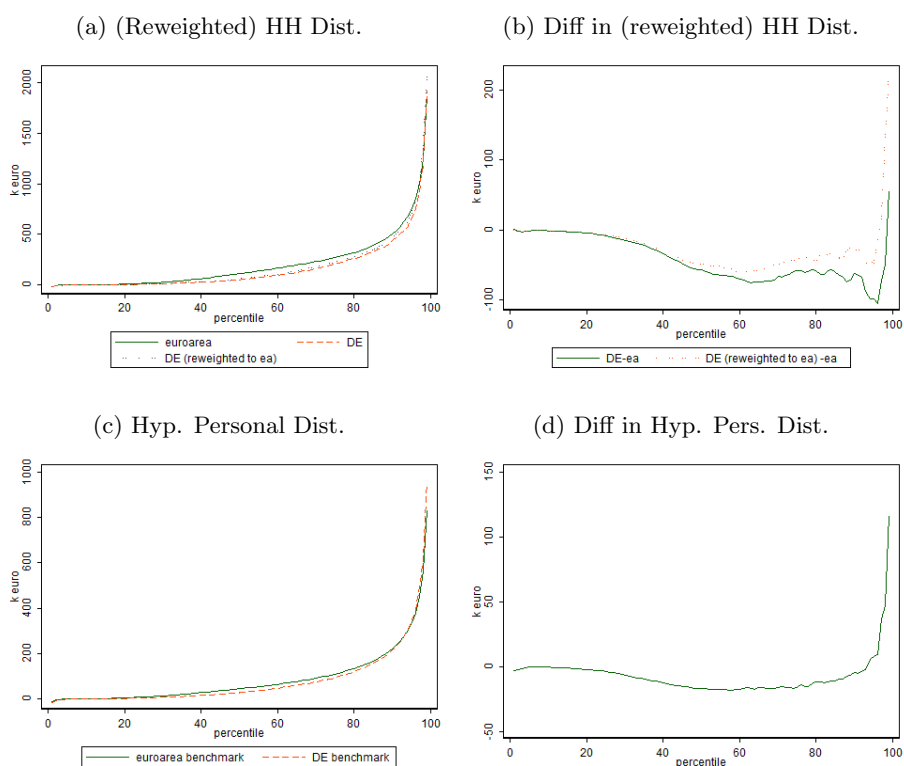 (a) (Reweighted) HH Dist.
2000
1500
1000
500
0
k euro
0 20 40 60 80 100
percentile
euroarea DE
DE (reweighted to ea)
(b) Diff in (reweighted) HH Dist.
200
100
0
-100
k euro
0 20 40 60 80 100
percentile
DE-ea DE (reweighted to ea) -ea
(c) Hyp. Personal Dist.
1000
800
600
400
200
0
k euro
0 20 40 60 80 100
percentile
euroarea benchmark DE benchmark
(d) Diff in Hyp. Pers. Dist.
150
100
50
0
-50
k euro
0 20 40 60 80 100
percentile